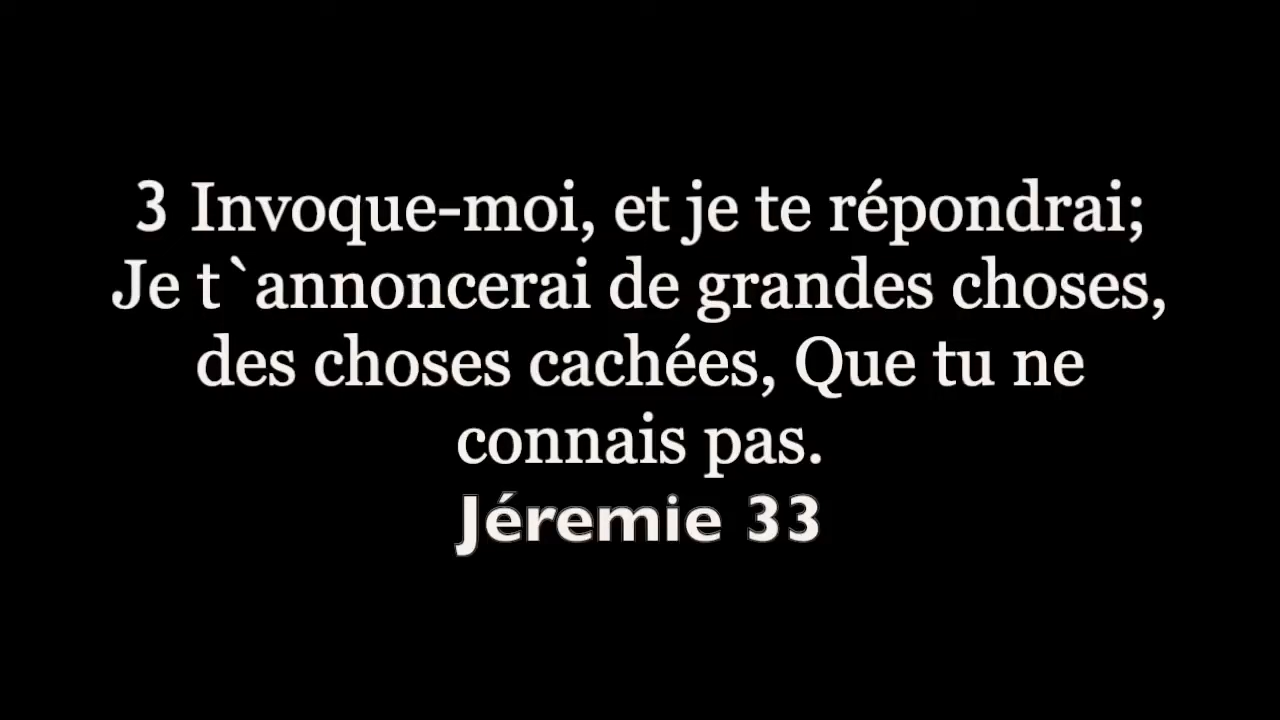 3 Invoque-moi, et je te répondrai;
Je t`annoncerai de grandes choses,
des choses cachées, Que tu ne
connais pas.
Jéremie 33